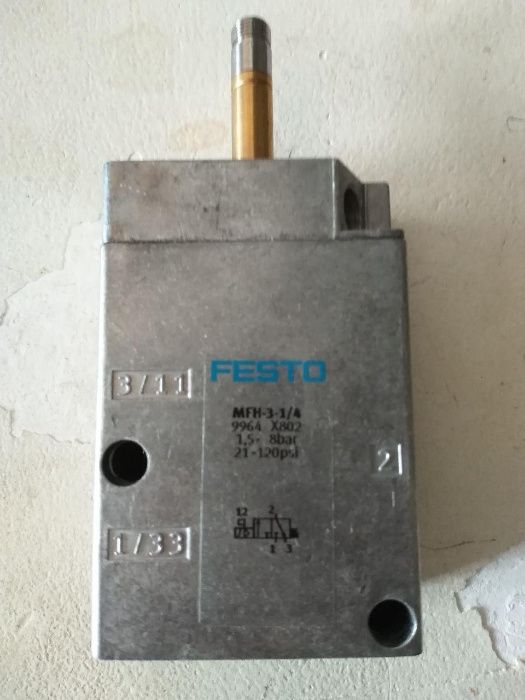 FESTO
3/11
MFH-3-1/4
9964 X802
1,5- 8bar
21-120psi
2
12 2
1/33
1 3